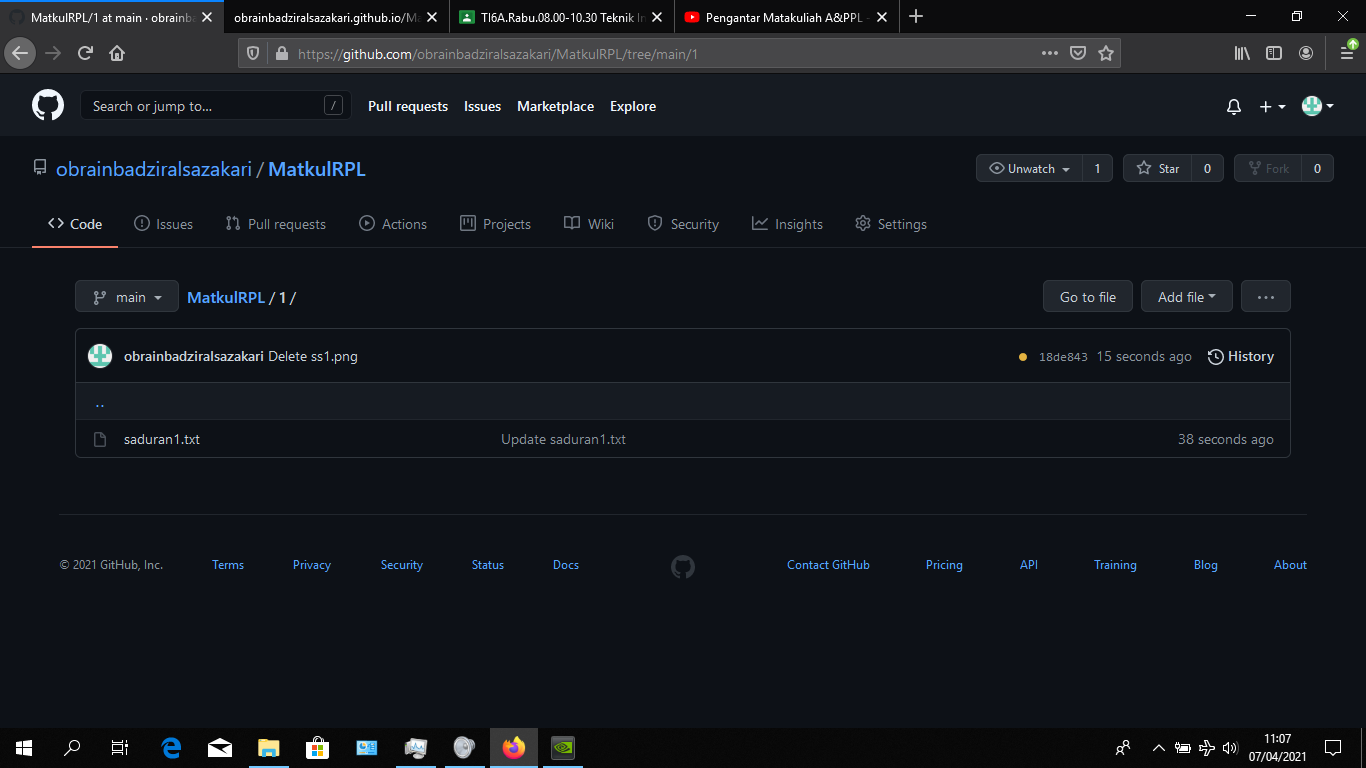 MatkulRPL/1 at main · obrainba
obrainbadziralsazakari.github.io/Ma
TI6A.Rabu.08.00-10.30 Teknik In
Pengantar Matakuliah A&PPL -
https://github.com/obrainbadziralsazakari/MatkulRPL/tree/main/1
Search or jump to...
/
Pull requests
Issues
Marketplace
Explore
obrainbadziralsazakari / MatkulRPL
Unwatch
1
Star
0
Fork
0
Code
Issues
Pull requests
Actions
Projects
Wiki
Security
Insights
Settings
main
MatkulRPL / 1 /
Go to file
Add file
...
obrainbadziralsazakari Delete ss1.png
18de843
15 seconds ago
History
..
saduran1.txt
Update saduran1.txt
38 seconds ago
© 2021 GitHub, Inc.
Terms
Privacy
Security
Status
Docs
Contact GitHub
Pricing
API
Training
Blog
About
11:07
07/04/2021